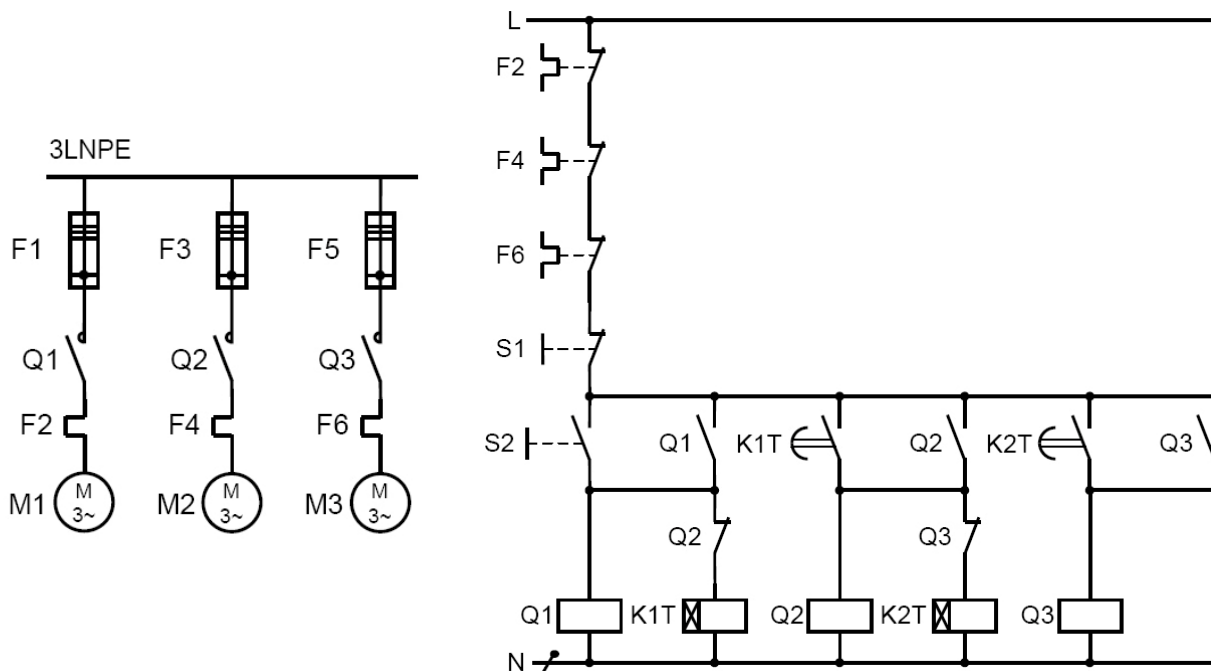 3LNPE
F1 F3 F5
Q1 Q2 Q3
F2 F4 F6
M1 M 3~ M2 M 3~ M3 M 3~
L
F2
F4
F6
S1
S2 Q1 K1T Q2 K2T Q3
Q2 Q3
Q1 K1T Q2 K2T Q3
N